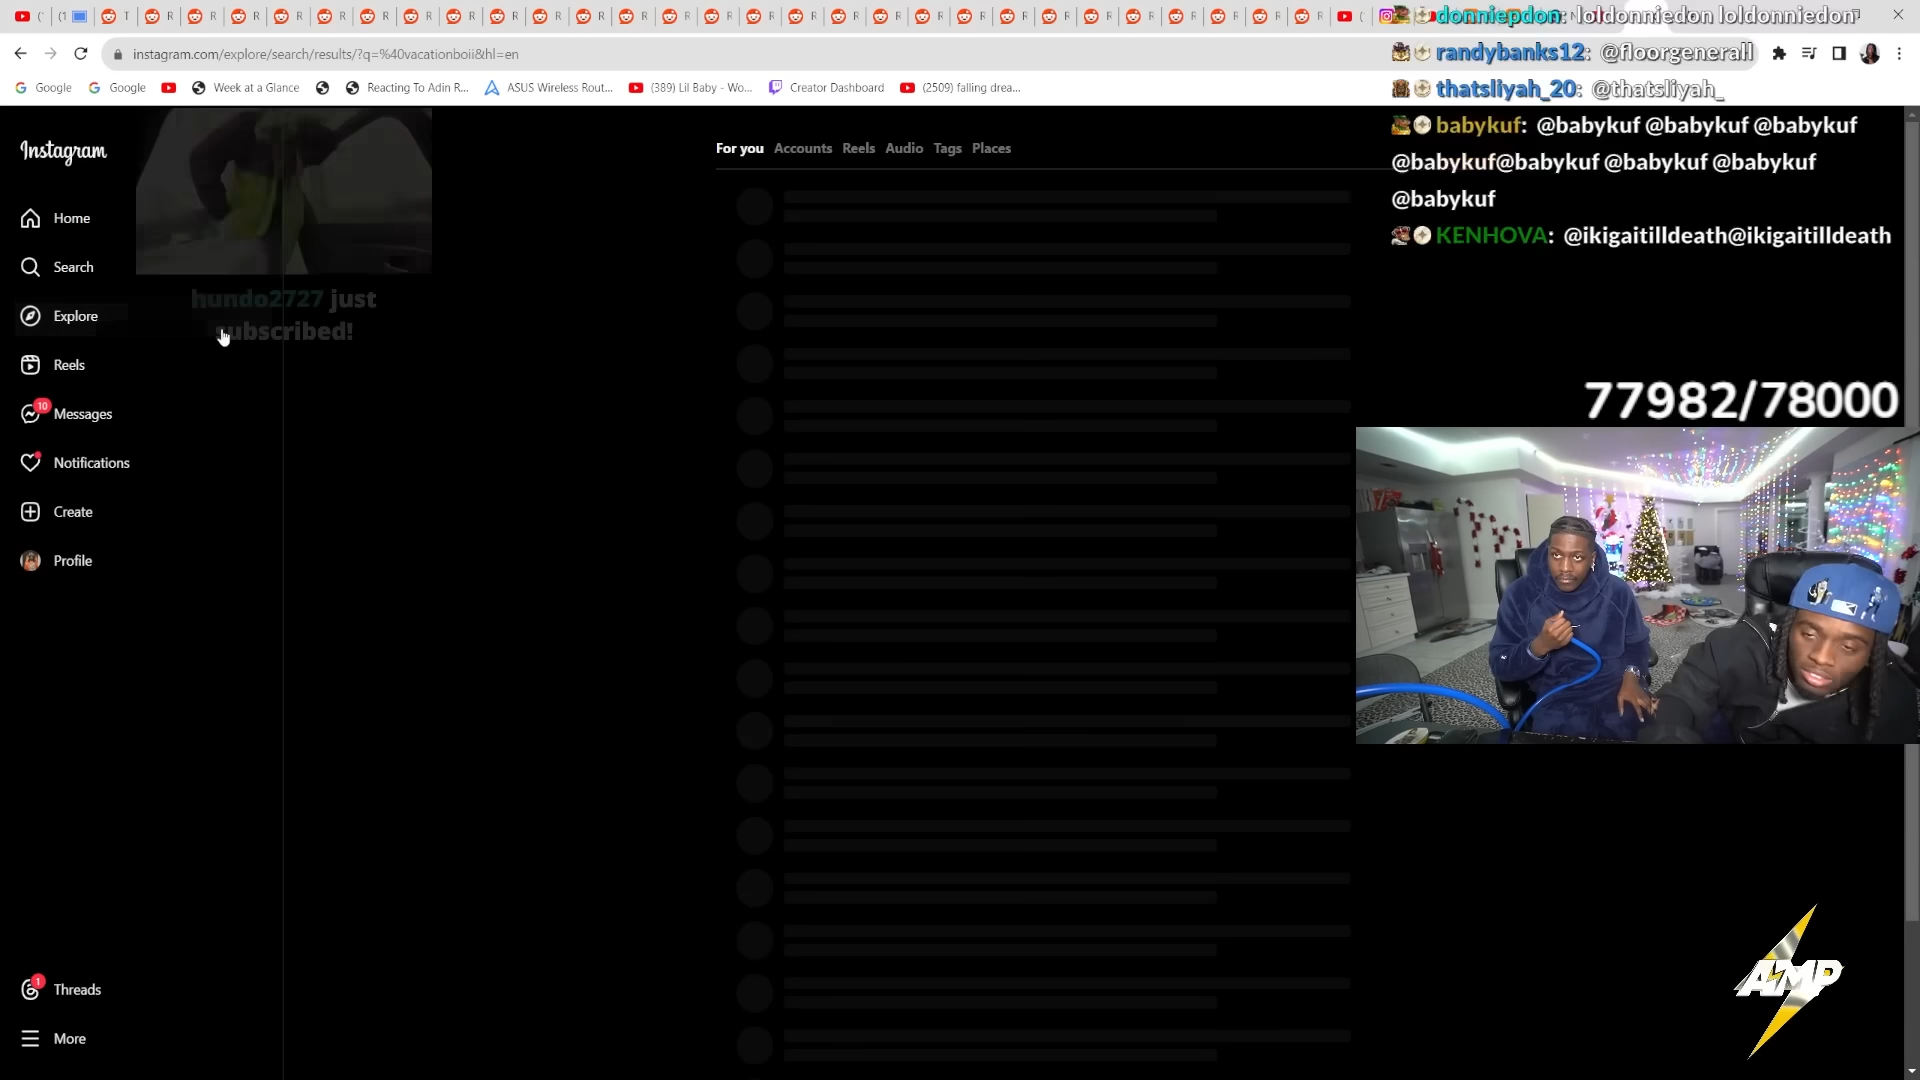 donniepdon: loldonniedon loldonniedon
instagram.com/explore/search/results/?q=%40vacationboii&hl=en
randybanks12: @floorgenerall
Google
Google
Week at a Glance
Reacting To Adin R...
ASUS Wireless Rout...
(389) Lil Baby - Wo...
Creator Dashboard
(2509) falling drea...
thatsliyah_20: @thatsliyah_
babykuf: @babykuf @babykuf @babykuf
@babykuf@babykuf @babykuf @babykuf
@babykuf
KENHOVA: @ikigaitilldeath@ikigaitilldeath
Instagram
For you Accounts Reels Audio Tags Places
Home
Search
Explore
Reels
10
Messages
Notifications
Create
Profile
hundo2727 just
subscribed!
77982/78000
AMP
1
Threads
More